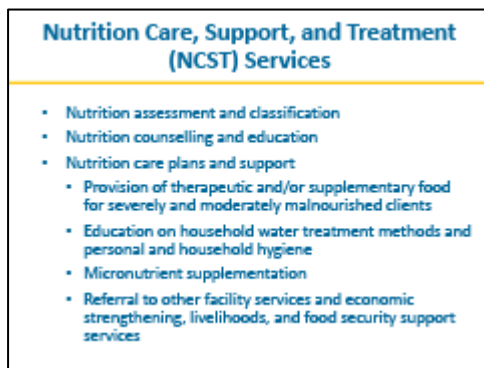 Nutrition Care, Support, and Treatment
(NCST) Services
• Nutrition assessment and classification
• Nutrition counselling and education
• Nutrition care plans and support
• Provision of therapeutic and/or supplementary food
for severely and moderately malnourished clients
• Education on household water treatment methods and
personal and household hygiene
• Micronutrient supplementation
• Referral to other facility services and economic
strengthening, livelihoods, and food security support
services